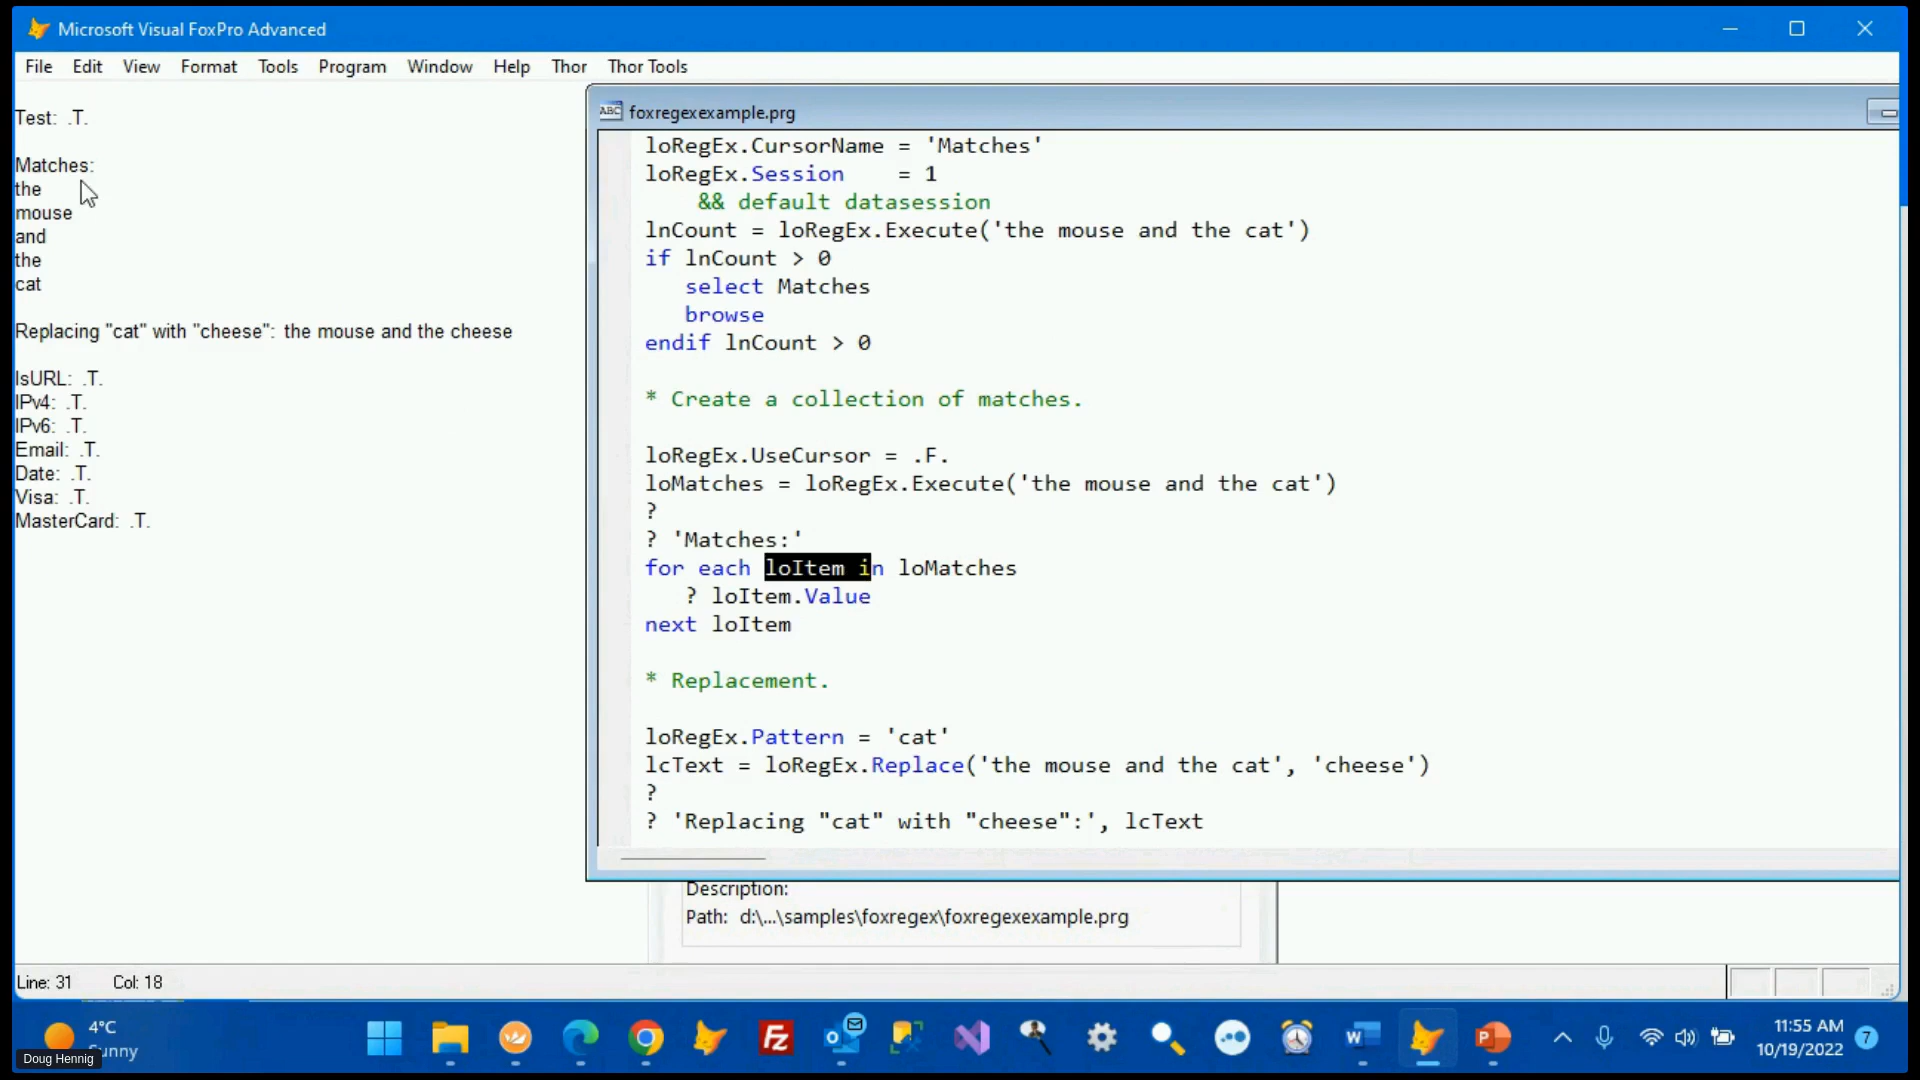 Microsoft Visual FoxPro Advanced
File Edit View Format Tools Program Window Help Thor Thor Tools
Test: .T.
Matches:
the
mouse
and
the
cat
Replacing "cat" with "cheese": the mouse and the cheese
IsURL: .T.
IPv4: .T.
IPv6: .T.
Email: .T.
Date: .T.
Visa: .T.
MasterCard: .T.
ABC foxregexexample.prg
loRegEx.CursorName = 'Matches'
loRegEx.Session = 1
&& default datasession
lnCount = loRegEx.Execute('the mouse and the cat')
if lnCount > 0
select Matches
browse
endif lnCount > 0
* Create a collection of matches.
loRegEx.UseCursor = .F.
loMatches = loRegEx.Execute('the mouse and the cat')
?
? 'Matches:'
for each loItem in loMatches
? loItem.Value
next loItem
* Replacement.
loRegEx.Pattern = 'cat'
lcText = loRegEx.Replace('the mouse and the cat', 'cheese')
?
? 'Replacing "cat" with "cheese":', lcText
Description:
Path: d:\...\samples\foxregex\foxregexexample.prg
Line: 31 Col: 18
4°C
Sunny
Doug Hennig
11:55 AM
10/19/2022
7